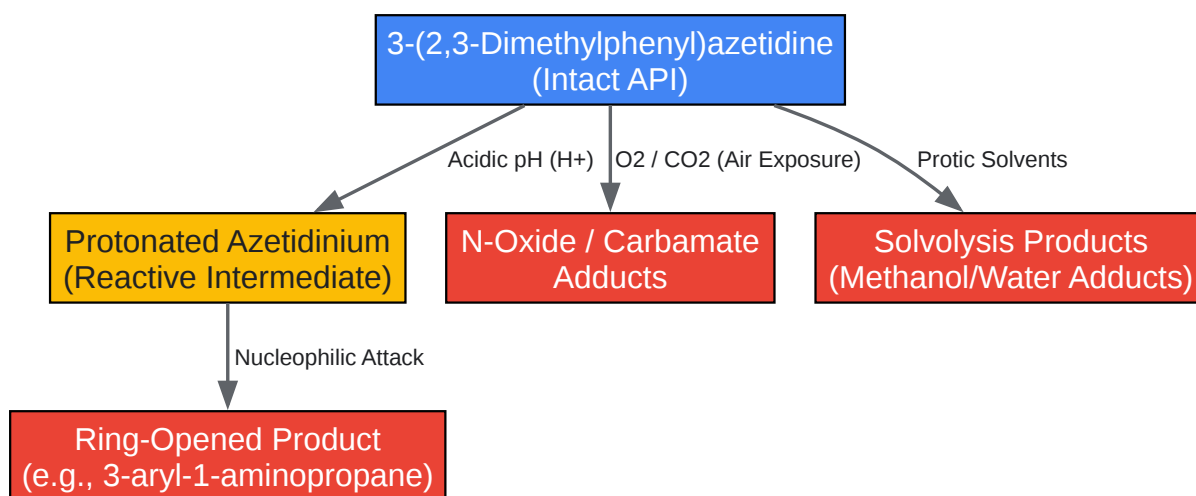 3-(2,3-Dimethylphenyl)azetidine
(Intact API)
Acidic pH (H+)
O2 / CO2 (Air Exposure)
Protic Solvents
Protonated Azetidinium
(Reactive Intermediate)
N-Oxide / Carbamate
Adducts
Solvolysis Products
(Methanol/Water Adducts)
Nucleophilic Attack
Ring-Opened Product
(e.g., 3-aryl-1-aminopropane)